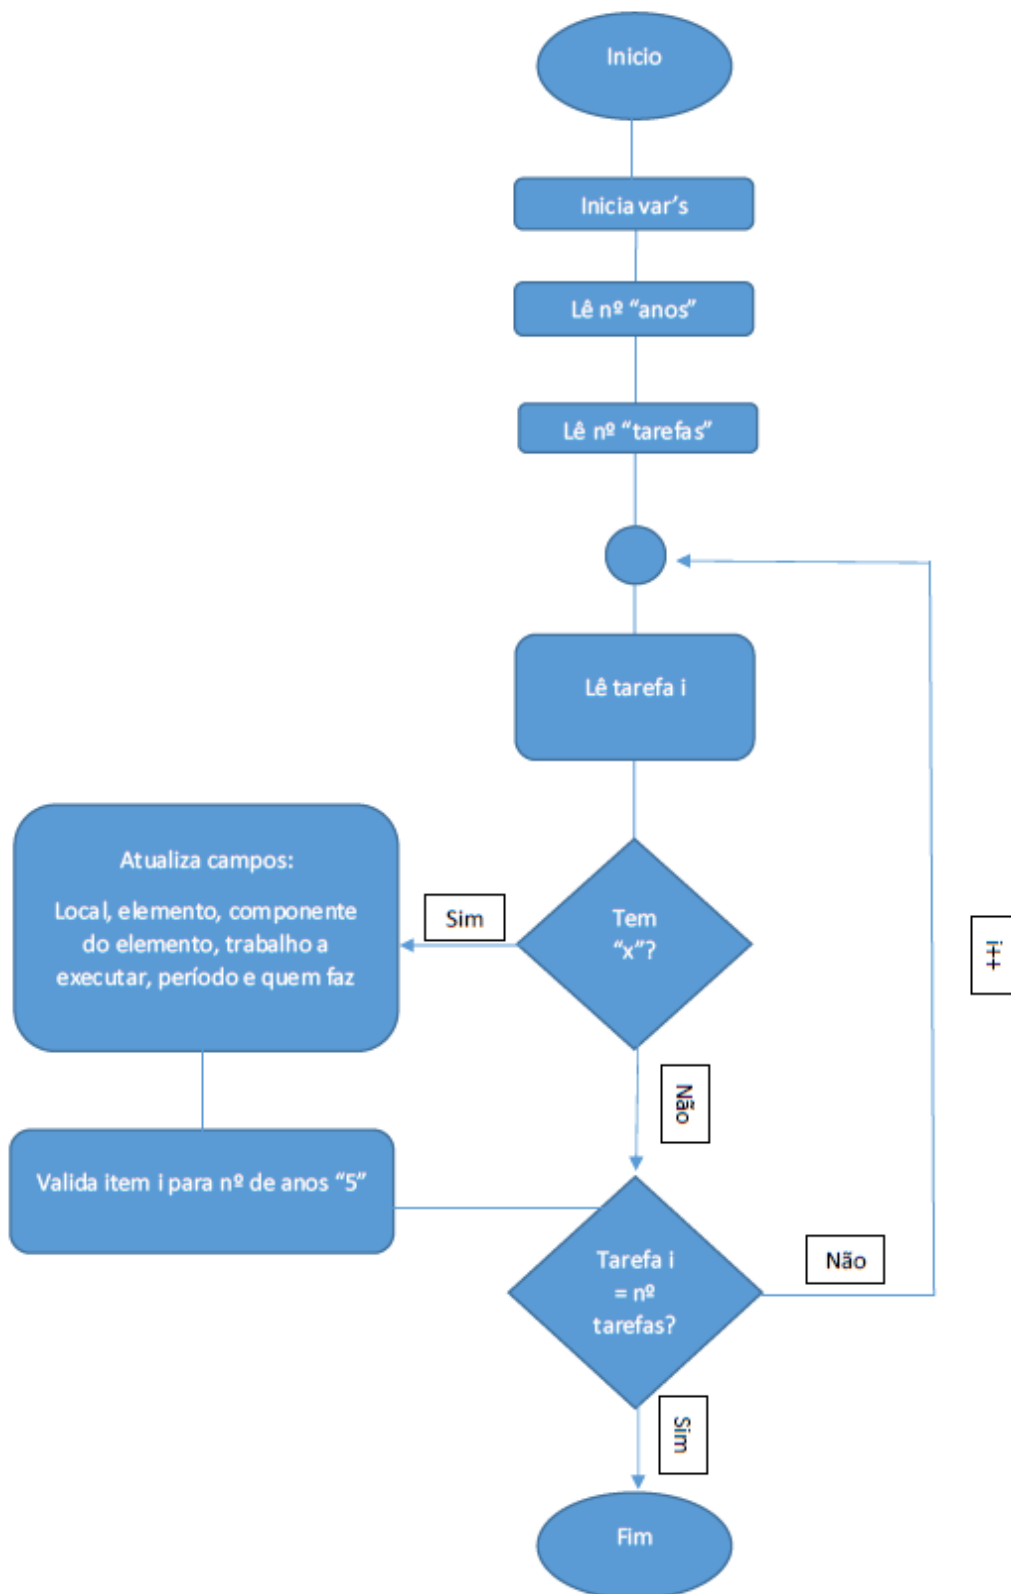 Inicio
Inicia var's
Lê nº “anos”
Lê nº “tarefas”
Lê tarefa i
Atualiza campos:
Local, elemento, componente
do elemento, trabalho a
executar, período e quem faz
Sim
Tem
“x”?
i++
Não
Valida item i para nº de anos “5”
Tarefa i
= nº
tarefas?
Não
Sim
Fim